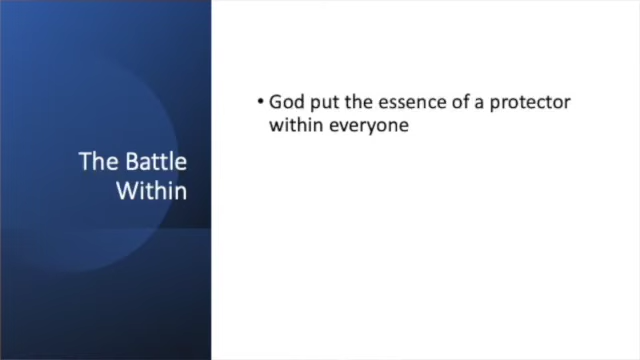 The Battle
Within
• God put the essence of a protector
within everyone